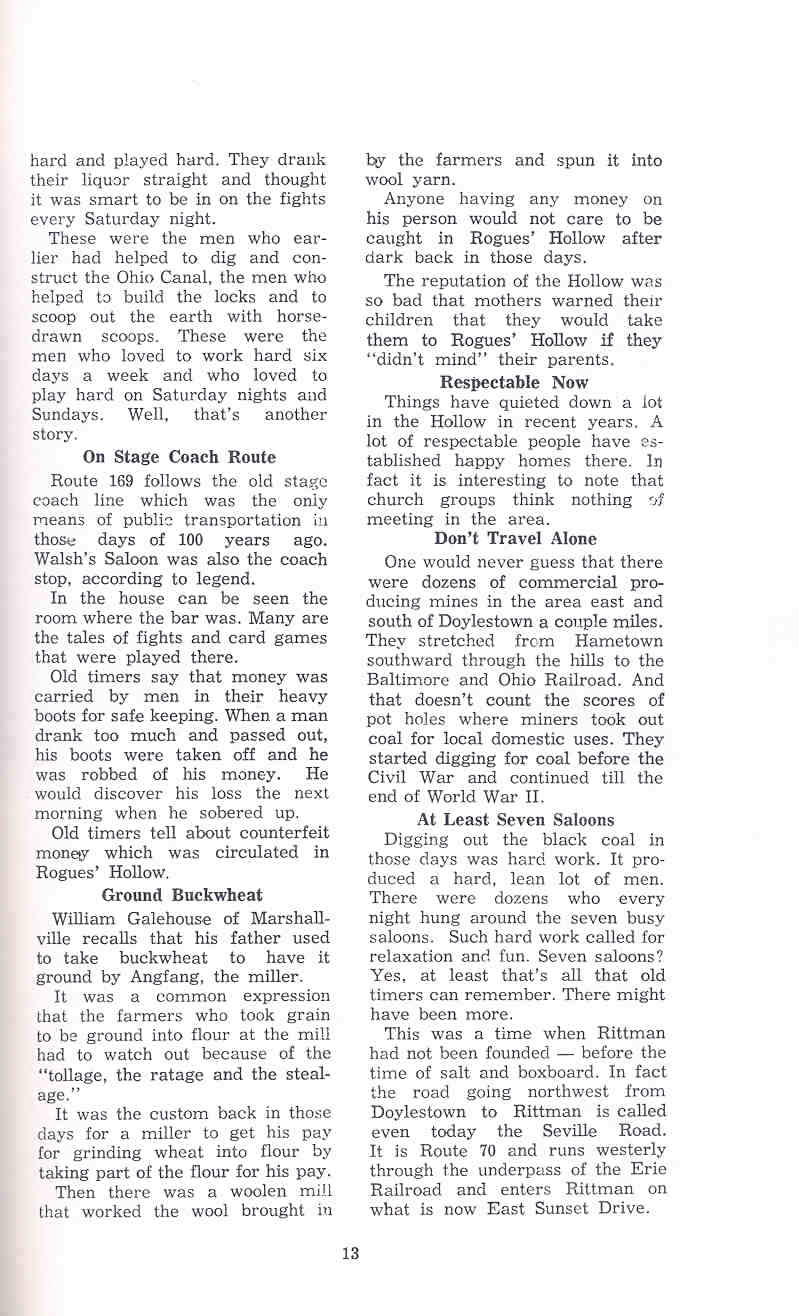 hard and played hard. They drank
their liquor straight and thought
it was smart to be in on the fights
every Saturday night.
These were the men who ear-
lier had helped to dig and con-
struct the Ohio Canal, the men who
helped to build the locks and to
scoop out the earth with horse-
drawn scoops. These were the
men who loved to work hard six
days a week and who loved to
play hard on Saturday nights and
Sundays. Well, that's another
story.
On Stage Coach Route
Route 169 follows the old stage
coach line which was the only
means of public transportation in
those days of 100 years ago.
Walsh's Saloon was also the coach
stop, according to legend.
In the house can be seen the
room where the bar was. Many are
the tales of fights and card games
that were played there.
Old timers say that money was
carried by men in their heavy
boots for safe keeping. When a man
drank too much and passed out,
his boots were taken off and he
was robbed of his money. He
would discover his loss the next
morning when he sobered up.
Old timers tell about counterfeit
money which was circulated in
Rogues' Hollow.
Ground Buckwheat
William Galehouse of Marshall-
ville recalls that his father used
to take buckwheat to have it
ground by Angfang, the miller.
It was a common expression
that the farmers who took grain
to be ground into flour at the mill
had to watch out because of the
"tollage, the ratage and the steal-
age."
It was the custom back in those
days for a miller to get his pay
for grinding wheat into flour by
taking part of the flour for his pay.
Then there was a woolen mill
that worked the wool brought in
by the farmers and spun it into
wool yarn.
Anyone having any money on
his person would not care to be
caught in Rogues' Hollow after
dark back in those days.
The reputation of the Hollow was
so bad that mothers warned their
children that they would take
them to Rogues' Hollow if they
"didn't mind" their parents.
Respectable Now
Things have quieted down a lot
in the Hollow in recent years. A
lot of respectable people have es-
tablished happy homes there. In
fact it is interesting to note that
church groups think nothing of
meeting in the area.
Don't Travel Alone
One would never guess that there
were dozens of commercial pro-
ducing mines in the area east and
south of Doylestown a couple miles.
They stretched from Hametown
southward through the hills to the
Baltimore and Ohio Railroad. And
that doesn't count the scores of
pot holes where miners took out
coal for local domestic uses. They
started digging for coal before the
Civil War and continued till the
end of World War II.
At Least Seven Saloons
Digging out the black coal in
those days was hard work. It pro-
duced a hard, lean lot of men.
There were dozens who every
night hung around the seven busy
saloons. Such hard work called for
relaxation and fun. Seven saloons?
Yes, at least that's all that old
timers can remember. There might
have been more.
This was a time when Rittman
had not been founded — before the
time of salt and boxboard. In fact
the road going northwest from
Doylestown to Rittman is called
even today the Seville Road.
It is Route 70 and runs westerly
through the underpass of the Erie
Railroad and enters Rittman on
what is now East Sunset Drive.
13